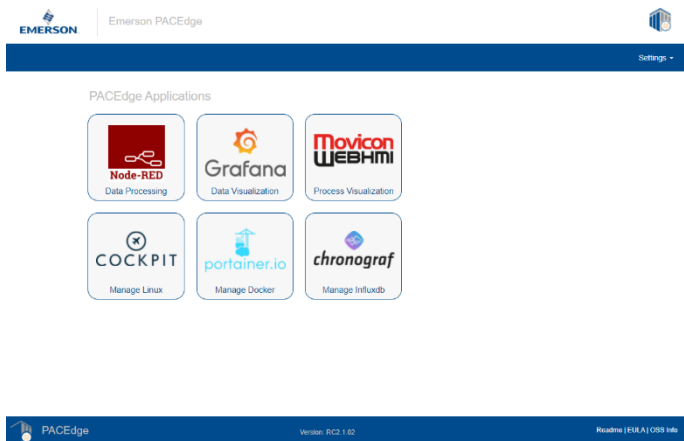 EMERSON
Emerson PACEdge
Settings
PACEdge Applications
Node-RED
Data Processing
Grafana
Data Visualization
Movicon
WEBHMI
Process Visualization
COCKPIT
Manage Linux
portainer.io
Manage Docker
chronograf
Manage Influxdb
PACEdge
Version: RC2.1.02
Readme | EULA | OSS Info